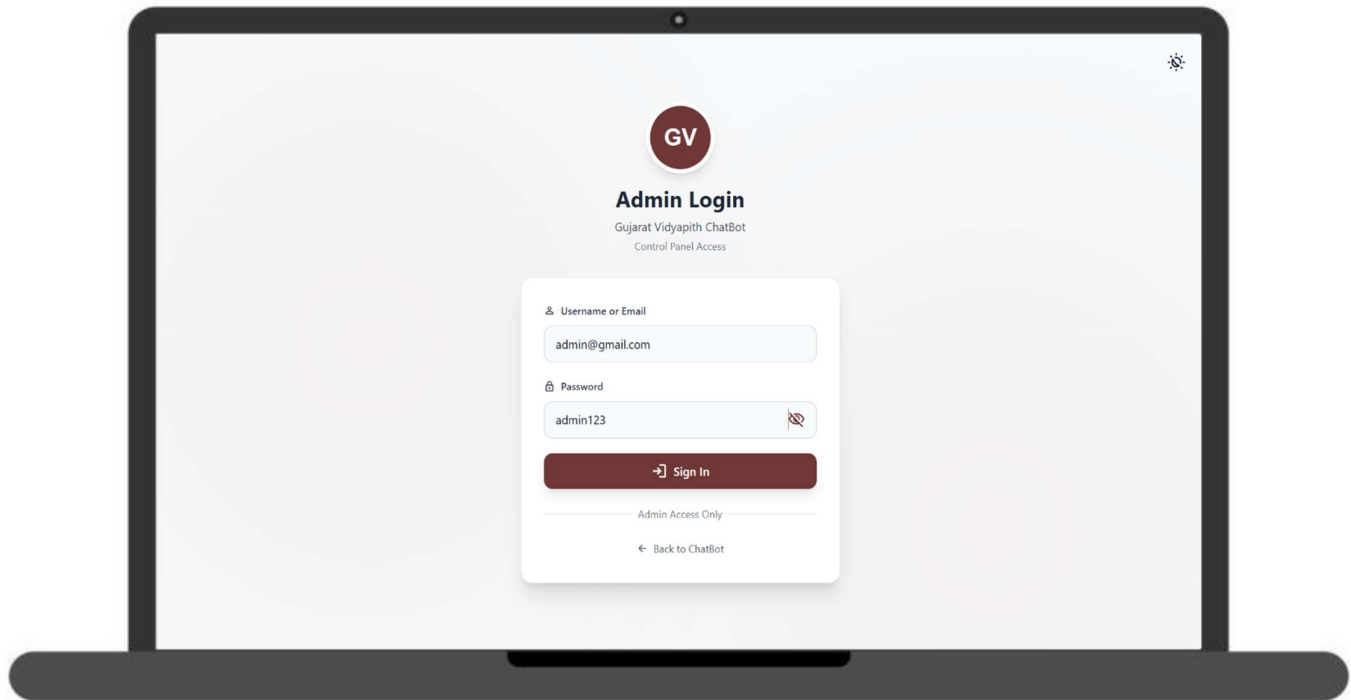 GV
Admin Login
Gujarat Vidyapith ChatBot
Control Panel Access
Username or Email
admin@gmail.com
Password
admin123
Sign In
Admin Access Only
Back to ChatBot